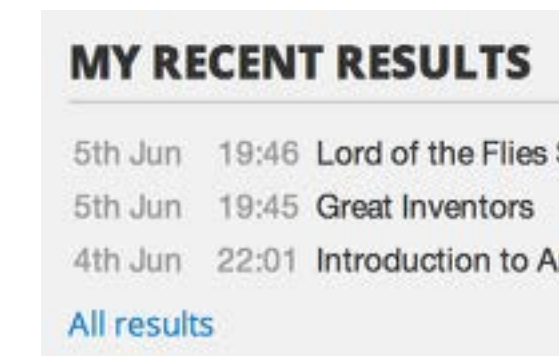 MY RECENT RESULTS
5th Jun 19:46 Lord of the Flies
5th Jun 19:45 Great Inventors
4th Jun 22:01 Introduction to
All results